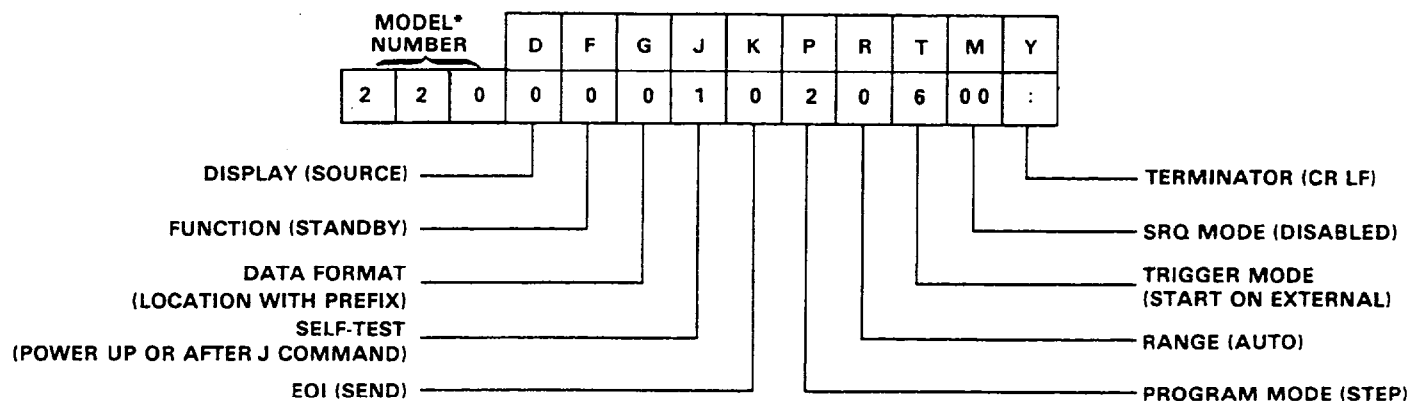 MODEL*
NUMBER
D F G J K P R T M Y
2 2 0 0 0 0 1 0 2 0 6 00 :
DISPLAY (SOURCE)
TERMINATOR (CR LF)
FUNCTION (STANDBY)
SRQ MODE (DISABLED)
DATA FORMAT
(LOCATION WITH PREFIX)
TRIGGER MODE
(START ON EXTERNAL)
SELF-TEST
(POWER UP OR AFTER J COMMAND)
RANGE (AUTO)
EOI (SEND)
PROGRAM MODE (STEP)